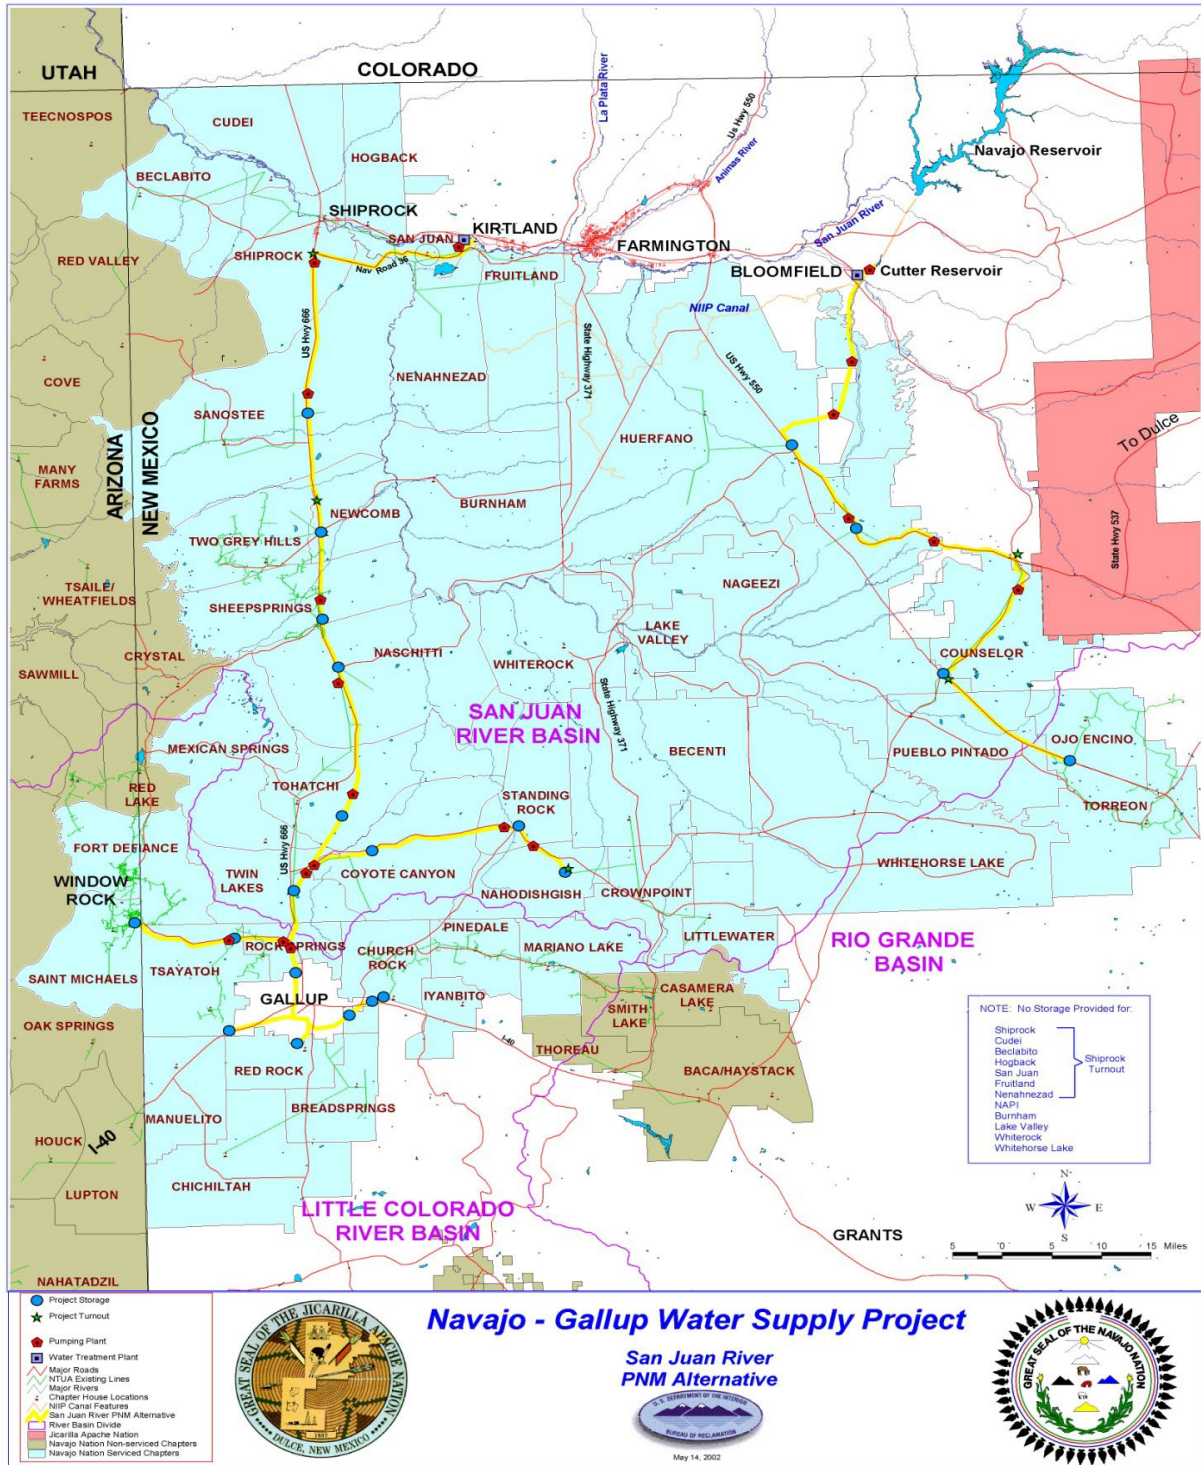 UTAH
COLORADO
La Plata River
Us Hwy 550
TEECNOSPOS
CUDEI
Animas River
Navajo Reservoir
HOGBACK
BECLABITO
SHIPROCK
KIRTLAND
SAN JUAN
San Juan River
FARMINGTON
RED VALLEY
SHIPROCK
Nav Road 36
FRUITLAND
BLOOMFIELD
Cutter Reservoir
NIIP Canal
US Hwy 666
State Highway 371
US Hwy 550
COVE
NENAHNEZAD
SANOSTEE
HUERFANO
To Dulce
ARIZONA
NEW MEXICO
MANY
FARMS
NEWCOMB
BURNHAM
State Hwy 537
TWO GREY HILLS
TSAILE/
WHEATFIELDS
SHEEPSPRINGS
NAGEEZI
LAKE
VALLEY
CRYSTAL
NASCHITTI
WHITEROCK
COUNSELOR
SAWMILL
State Highway 371
SAN JUAN
RIVER BASIN
MEXICAN SPRINGS
BECENTI
PUEBLO PINTADO
OJO ENCINO
RED
LAKE
TOHATCHI
STANDING
ROCK
TORREON
US Hwy 666
FORT DEFIANCE
WINDOW
ROCK
TWIN
LAKES
COYOTE CANYON
WHITEHORSE LAKE
NAHODISHGISH
CROWNPOINT
PINEDALE
ROCK SPRINGS
CHURCH
ROCK
MARIANO LAKE
LITTLEWATER
RIO GRANDE
BASIN
SAINT MICHAELS
TSAYATOH
GALLUP
IYANBITO
CASAMERA
LAKE
SMITH
LAKE
OAK SPRINGS
I-40
THOREAU
RED ROCK
BACA/HAYSTACK
MANUELITO
BREADSPRINGS
HOUCK
I-40
LUPTON
CHICHILTAH
LITTLE COLORADO
RIVER BASIN
GRANTS
NAHATADZIL
NOTE: No Storage Provided for:
Shiprock
Cudei
Beclabito
Hogback
San Juan
Fruitland
Nenahnezad
Shiprock
Turnout
NAPI
Burnham
Lake Valley
Whiterock
Whitehorse Lake
N
W E
S
5 0 5 10 15 Miles
Project Storage
Project Turnout
Pumping Plant
Water Treatment Plant
Major Roads
NTUA Existing Lines
Major Rivers
Chapter House Locations
NIIP Canal Features
San Juan River PNM Alternative
River Basin Divide
Jicarilla Apache Nation
Navajo Nation Non-serviced Chapters
Navajo Nation Serviced Chapters
GREAT SEAL OF THE JICARILLA APACHE NATION
1887
DULCE, NEW MEXICO
Navajo - Gallup Water Supply Project
San Juan River
PNM Alternative
U.S. DEPARTMENT OF THE INTERIOR
BUREAU OF RECLAMATION
May 14, 2002
GREAT SEAL OF THE NAVAJO NATION